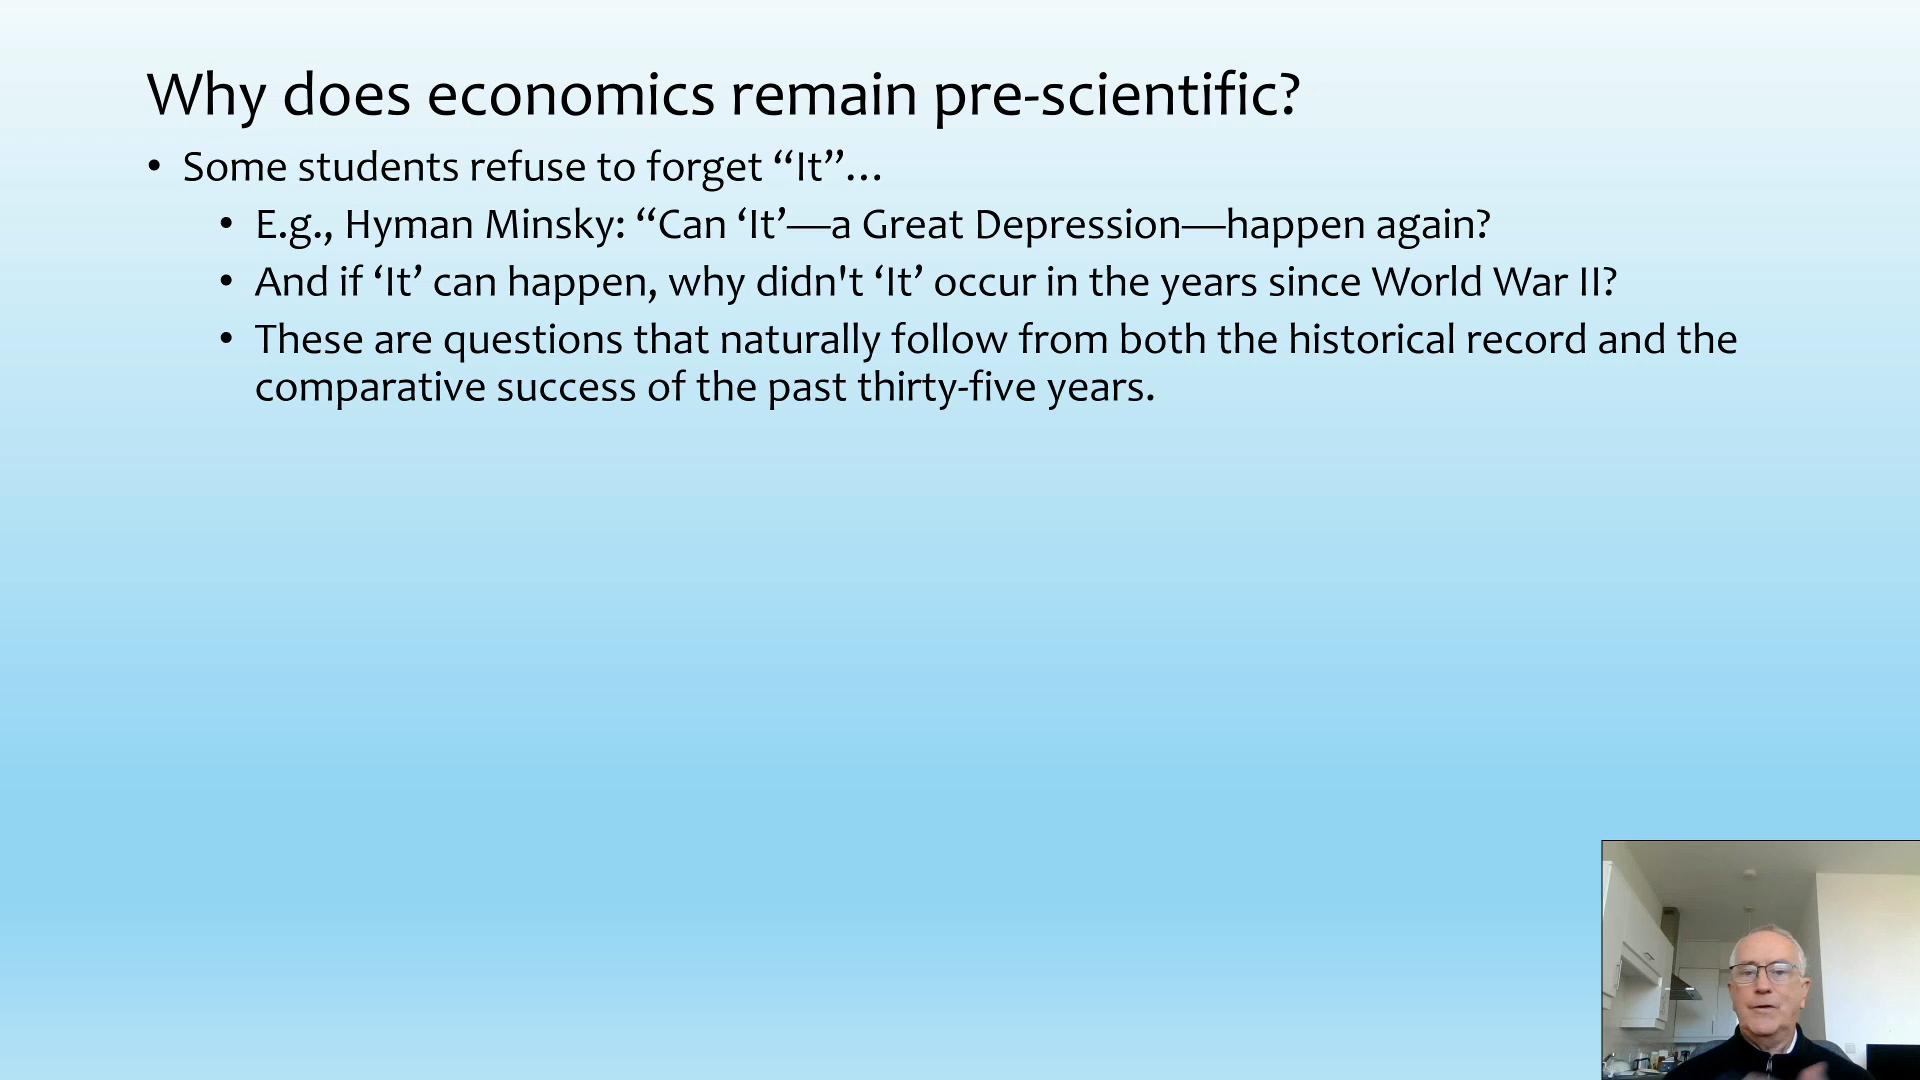 Why does economics remain pre-scientific?
• Some students refuse to forget “It”…
• E.g., Hyman Minsky: “Can ‘It’—a Great Depression—happen again?
• And if ‘It’ can happen, why didn't ‘It’ occur in the years since World War II?
• These are questions that naturally follow from both the historical record and the
comparative success of the past thirty-five years.